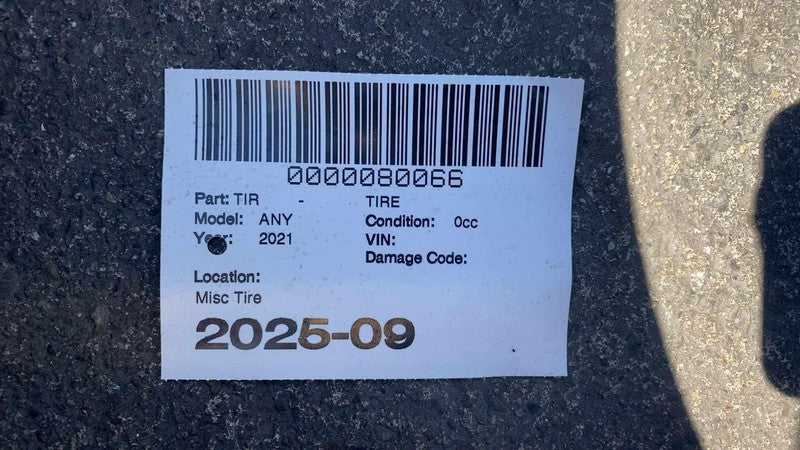 0000080066
Part: TIR - TIRE
Model: ANY Condition: 0cc
Year: 2021 VIN:
Damage Code:
Location:
Misc Tire
2025-09